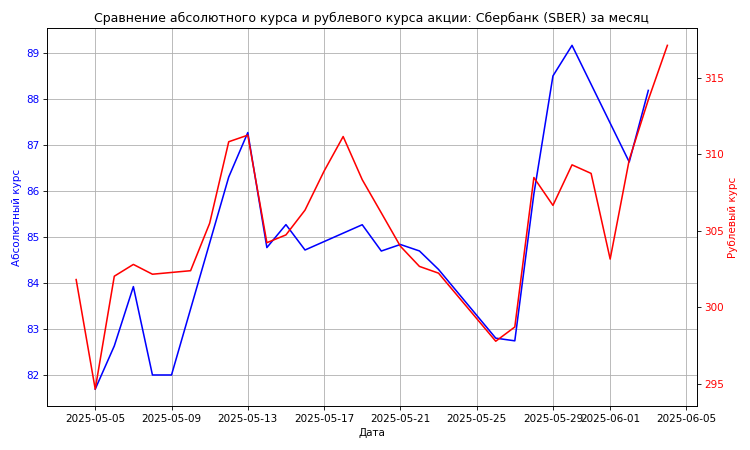 Сравнение абсолютного курса и рублевого курса акции: Сбербанк (SBER) за месяц
Абсолютный курс
89
88
87
86
85
84
83
82
315
310
305
300
295
Рублевый курс
2025-05-05 2025-05-09 2025-05-13 2025-05-17 2025-05-21 2025-05-25 2025-05-29 2025-06-01 2025-06-05
Дата